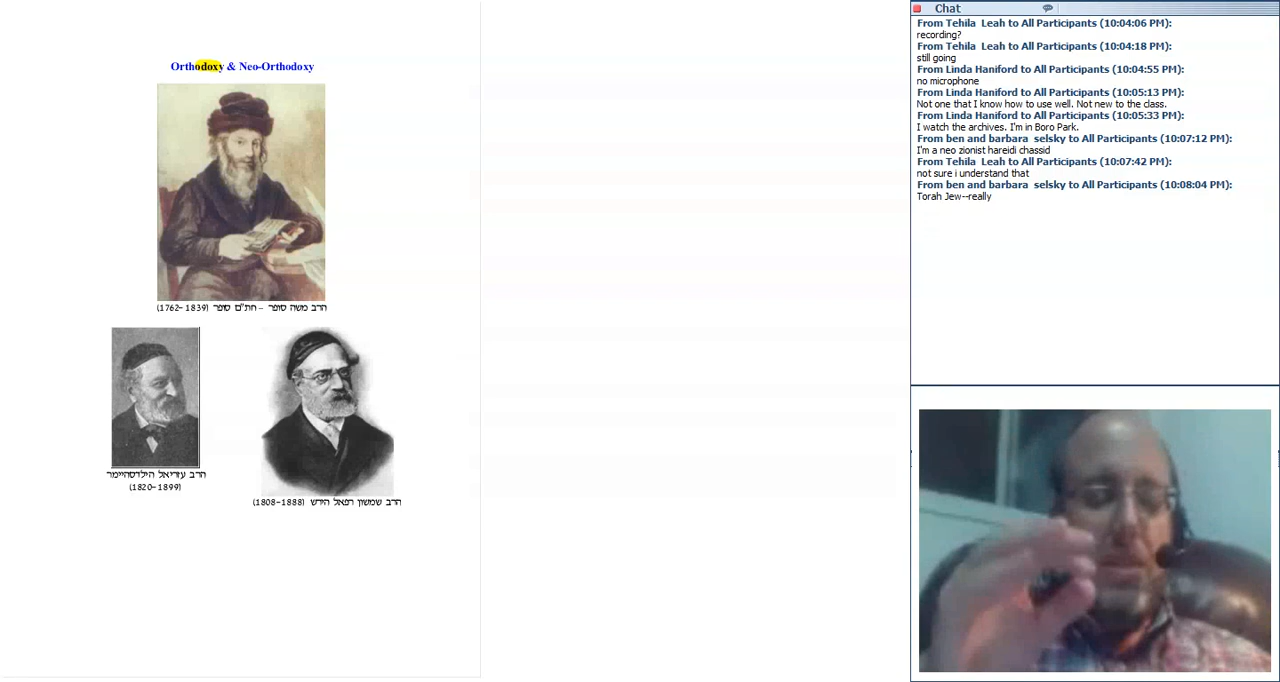 Orthodoxy & Neo-Orthodoxy
הרב משה סופר – חת"ם סופר (1762-1839)
הרב עזריאל הילדסהיימר
(1820-1899)
הרב שמשון רפאל הירש (1808-1888)
Chat
From Tehila Leah to All Participants (10:04:06 PM):
recording?
From Tehila Leah to All Participants (10:04:18 PM):
still going
From Linda Haniford to All Participants (10:04:55 PM):
no microphone
From Linda Haniford to All Participants (10:05:13 PM):
Not one that I know how to use well. Not new to the class.
From Linda Haniford to All Participants (10:05:33 PM):
I watch the archives. I'm in Boro Park.
From ben and barbara selsky to All Participants (10:07:12 PM):
I'm a neo zionist hareidi chassid
From Tehila Leah to All Participants (10:07:42 PM):
not sure i understand that
From ben and barbara selsky to All Participants (10:08:04 PM):
Torah Jew--really